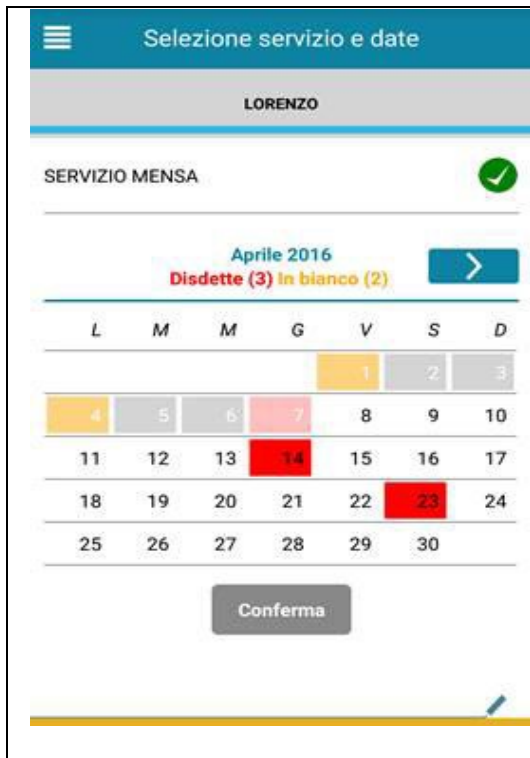 Selezione servizio e date
LORENZO
SERVIZIO MENSA
Aprile 2016
Disdette (3) In bianco (2)
L M M G V S D
1 2 3
4 5 6 7 8 9 10
11 12 13 14 15 16 17
18 19 20 21 22 23 24
25 26 27 28 29 30
Conferma